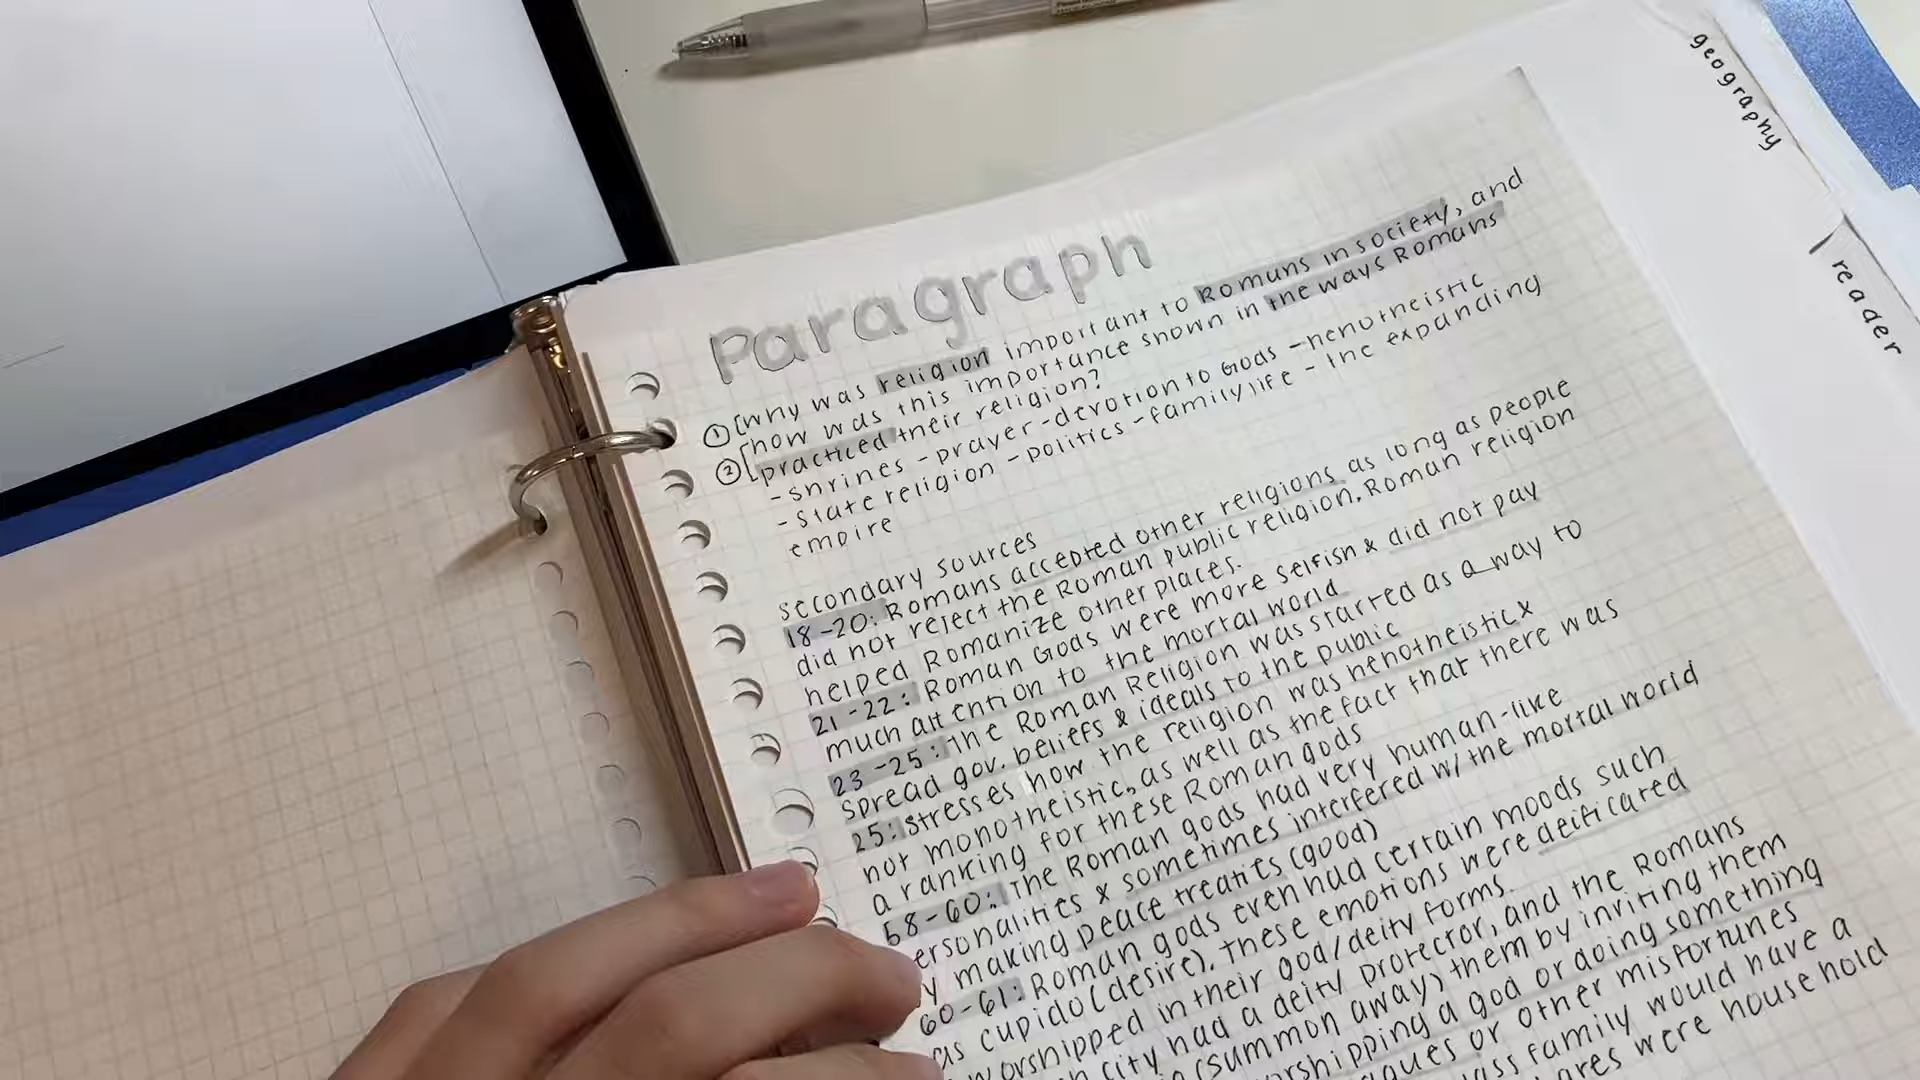 Paragraph
① [why was religion important to Romans in society, and
[how was this importance shown in the ways Romans
② [practiced their religion?
- shrines - prayer - devotion to Gods - henotheistic
- state religion - politics - family life - the expanding
empire
secondary sources
18-20: Romans accepted other religions as long as people
did not reject the Roman public religion. Roman religion
helped Romanize other places.
21-22: Roman Gods were more selfish & did not pay
much attention to the mortal world
23-25: The Roman Religion was started as a way to
spread gov. beliefs & ideals to the public
25: Stresses how the religion was henotheistic &
not monotheistic, as well as the fact that there was
a ranking for these Roman gods
58-60: The Roman gods had very human-like
ersonalities & sometimes interfered w/ the mortal world
y making peace treaties (good)
60-61: Roman gods even had certain moods such
as cupido (desire). These emotions were deificated
worshipped in their god/deity forms.
city had a deity protector, and the Romans
(summon away) them by inviting them
rshipping a god or doing something
agues or other misfortunes
lass family would have a
ares were household
geography
reader